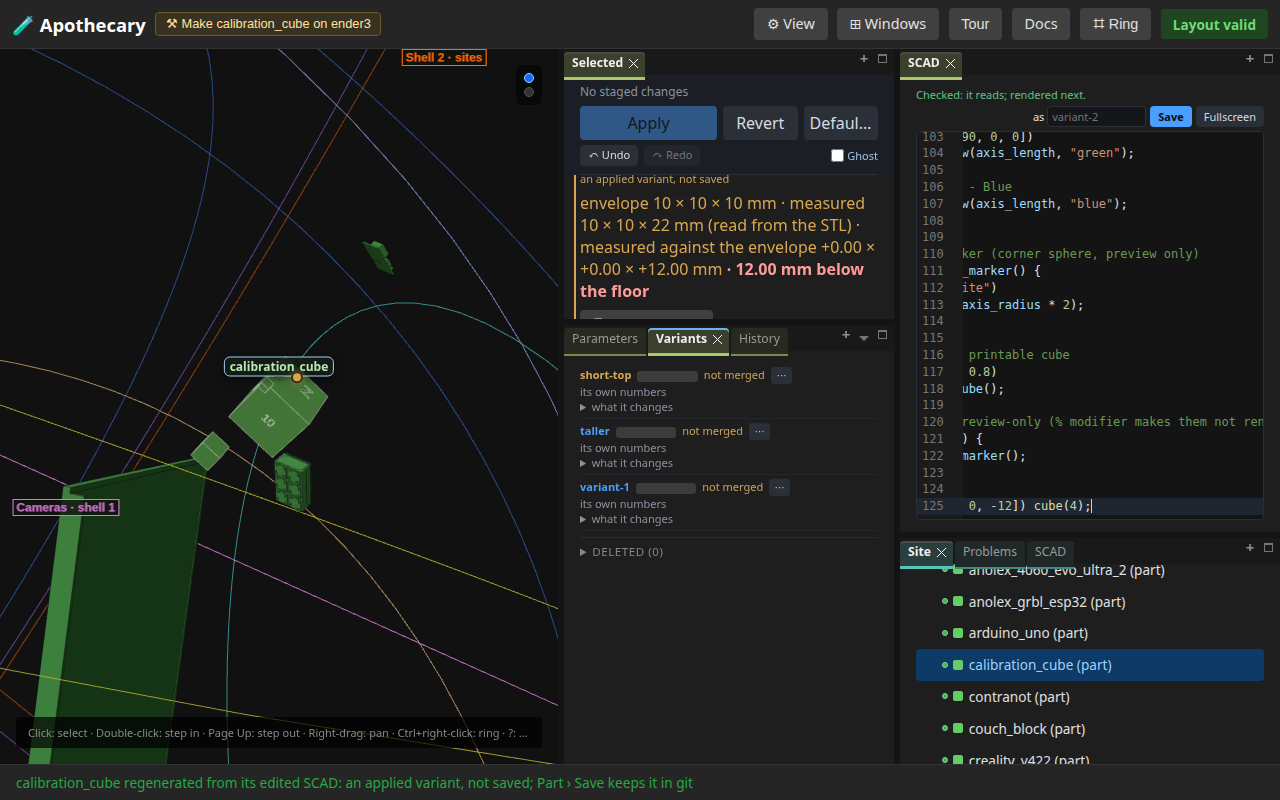 Apothecary
⚒ Make calibration_cube on ender3
⚙ View
⊞ Windows
Tour
Docs
⌗ Ring
Layout valid
Shell 2 · sites
calibration_cube
10
Cameras · shell 1
Click: select · Double-click: step in · Page Up: step out · Right-drag: pan · Ctrl+right-click: ring · ?: ...
Selected
No staged changes
Apply
Revert
Defaul...
↶ Undo
↷ Redo
Ghost
an applied variant, not saved
envelope 10 × 10 × 10 mm · measured
10 × 10 × 22 mm (read from the STL) ·
measured against the envelope +0.00 ×
+0.00 × +12.00 mm · 12.00 mm below
the floor
Parameters
Variants
History
short-top not merged ...
its own numbers
▶ what it changes
taller not merged ...
its own numbers
▶ what it changes
variant-1 not merged ...
its own numbers
▶ what it changes
▶ DELETED (0)
SCAD
Checked: it reads; rendered next.
as variant-2 Save Fullscreen
103 90, 0, 0])
104 w(axis_length, "green");
105
106 - Blue
107 w(axis_length, "blue");
108
109
110 ker (corner sphere, preview only)
111 _marker() {
112 ite")
113 axis_radius * 2);
114
115
116 printable cube
117 0.8)
118 ube();
119
120 review-only (% modifier makes them not ren
121 ) {
122 marker();
123
124
125 0, -12]) cube(4);
Site
Problems
SCAD
anolex_4060_evo_ultra_2 (part)
anolex_grbl_esp32 (part)
arduino_uno (part)
calibration_cube (part)
contranot (part)
couch_block (part)
creality_v422 (part)
calibration_cube regenerated from its edited SCAD: an applied variant, not saved; Part › Save keeps it in git